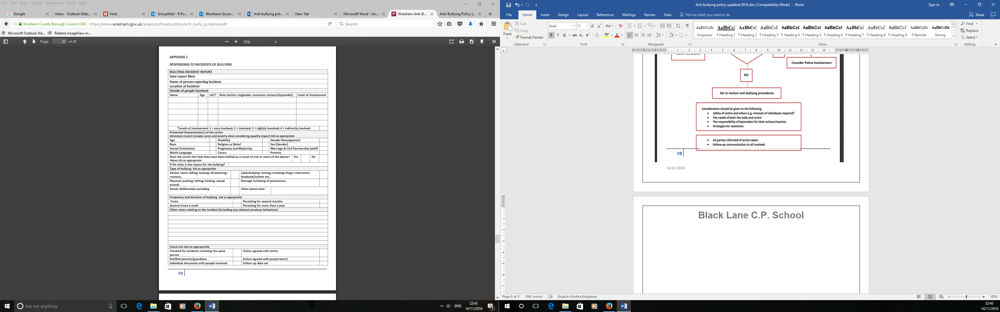 File Edit View History Bookmarks Tools Help
Google
Inbox - Outlook Web...
Hwb
GroupMail - R Fo...
Blacklane Gover...
Anti bullying pol...
New Tab
Microsoft Word - An...
Wrexham Anti-B...
Anti-Bullying Policy |...
Wrexham County Borough Council (GB)
https://www.wrexham.gov.uk/assets/pdfs/education/anti_bully_guidance.pdf
Search
Microsoft Outlook We...
Related imageView m...
Page: 22 of 28
75%
APPENDIX 2
RESPONDING TO INCIDENTS OF BULLYING
BULLYING INCIDENT REPORT
Date report filed:
Name of person reporting incident:
Location of incident:
Details of people involved
Name Age LAC? Role (victim; ringleader; assistant; witness/bystander) Level of involvement
*Levels of involvement 1 = very involved; 2 = involved; 3 = slightly involved; 4 = indirectly involved
Protected Characteristic/s of the victim
(Wrexham Council includes carers and poverty when considering equality impact) tick as appropriate
Age Disability Gender Reassignment
Race Religion or Belief Sex (Gender)
Sexual Orientation Pregnancy and Maternity Marriage & Civil Partnership (staff)
Welsh Language Carers Poverty
Does the victim feel that they have been bullied as a result of one or more of the above? Yes No
Please tick as appropriate
If No what is the reason for the bullying?
Type of bullying tick as appropriate
Verbal: name calling; teasing; threatening; Cyberbullying; texting; emailing; blogs; chatrooms;
rumours facebook/twitter etc.
Physical: pushing; hitting; kicking; sexual Damage to/taking of possessions
assault
Social: deliberately excluding Other please state:
Frequency and duration of bullying tick as appropriate
Twice Persisting for several months
Several times a week Persisting for more than a year
Other notes relating to the incident (including any relevant previous behaviour)
Check List tick as appropriate
Checked for incidents involving the same Action agreed with victim
person
Notified parents/guardians Action agreed with perpetrator/s
Individual discussion with people involved Follow up date set
22
Ask me anything
ENG
22:43
14/11/2016
1
Anti bullying policy updated 2016.doc [Compatibility Mode] - Word
Sign in
File Home Insert Design Layout References Mailings Review View Tell me what you want to do
Share
Paste
Cut
Copy
Format Painter
Clipboard
Arial 11
Font
Paragraph
AaBbCcDc AaBbCcI AaBbCcI AaBbCcI AaBbCcI AaBbCcI AaBbCcI AaBbCcI AaBbCcL AaBbCcD AaBbCcDd AaBbCcDd
Emphasis ¶ Heading 1 ¶ Heading 2 ¶ Heading 3 ¶ Heading 4 ¶ Heading 5 ¶ Heading 6 ¶ Heading 7 ¶ Heading 8 ¶ Heading 9 ¶ Normal Strong
Styles
Find
Replace
Select
Editing
Consider Police Involvement
NO
Set in motion anti-bullying procedures
Consideration should be given to the following:
• Safety of victim and others e.g. removal of individuals required?
• The needs of both the bully and victim
• The responsibility of bystanders for their actions/inaction
• Strategies for resolution
• All parties informed of action taken
• Follow-up communication to all involved
19
14/11/2016
Black Lane C.P. School
Page 8 of 8 1992 words English (United Kingdom)
100%
22:43
14/11/2016